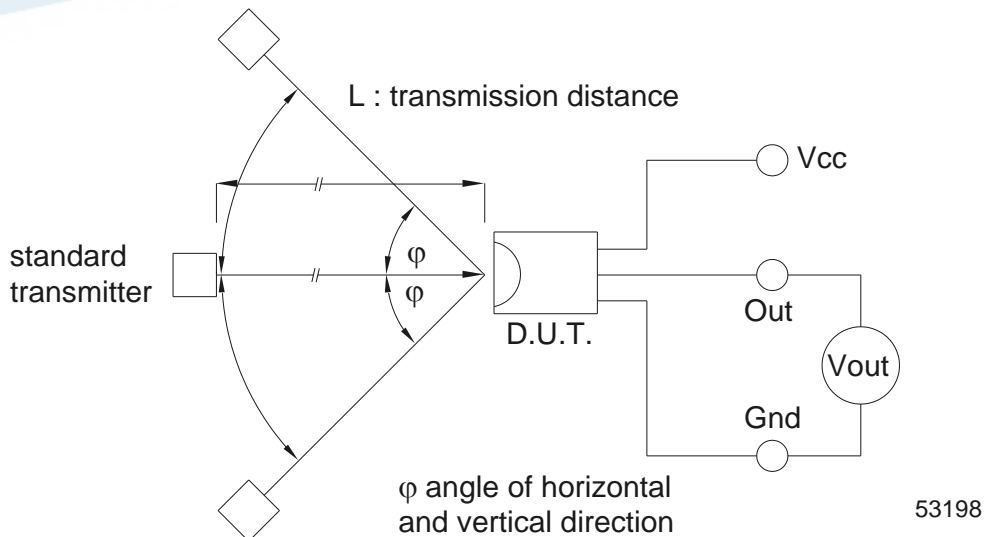 L : transmission distance
Vcc
standard
transmitter
φ
φ
D.U.T.
Out
Vout
Gnd
φ angle of horizontal
and vertical direction
53198